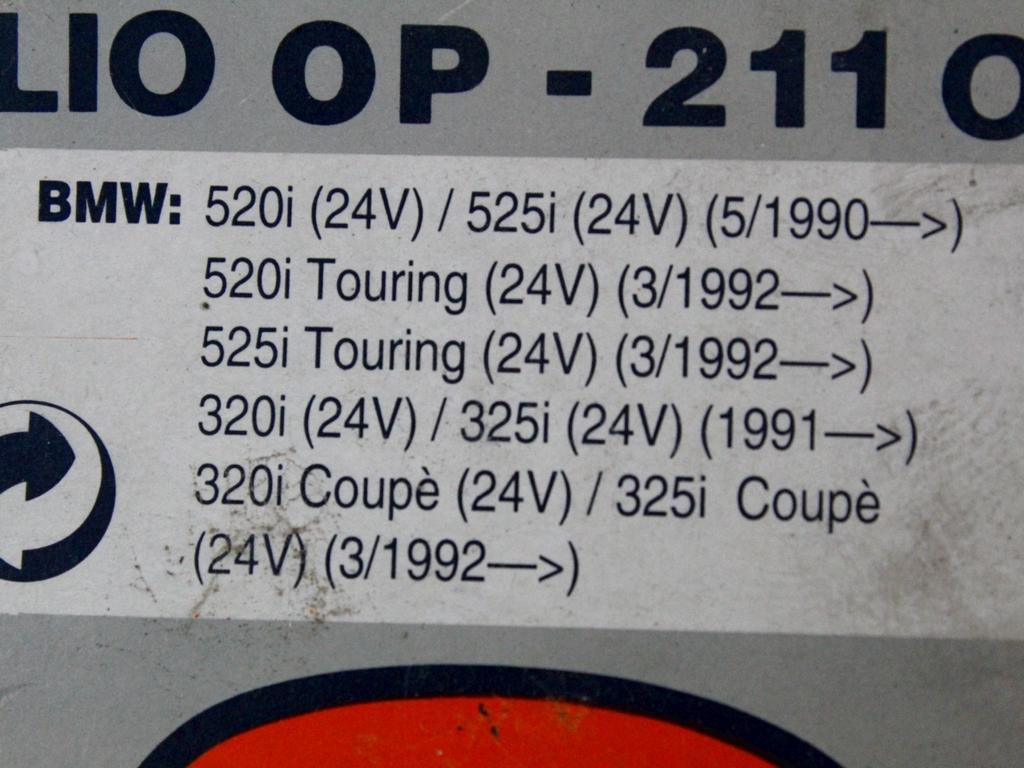 LIO OP - 211 O
BMW: 520i (24V) / 525i (24V) (5/1990—>)
520i Touring (24V) (3/1992—>)
525i Touring (24V) (3/1992—>)
320i (24V) / 325i (24V) (1991—>)
320i Coupè (24V) / 325i Coupè
(24V) (3/1992—>)